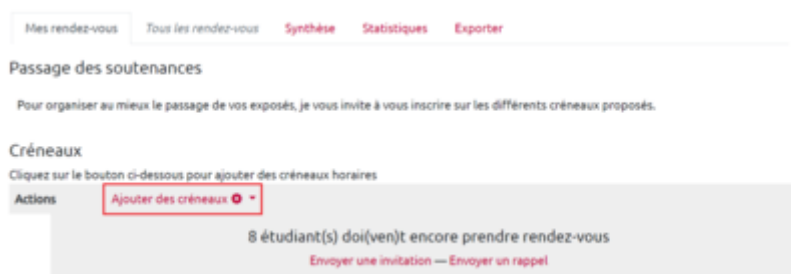 Mes rendez-vous Tous les rendez-vous Synthèse Statistiques Exporter
Passage des soutenances
Pour organiser au mieux le passage de vos exposés, je vous invite à vous inscrire sur les différents créneaux proposés.
Créneaux
Cliquez sur le bouton ci-dessous pour ajouter des créneaux horaires
Actions Ajouter des créneaux
8 étudiant(s) doi(ven)t encore prendre rendez-vous
Envoyer une invitation — Envoyer un rappel